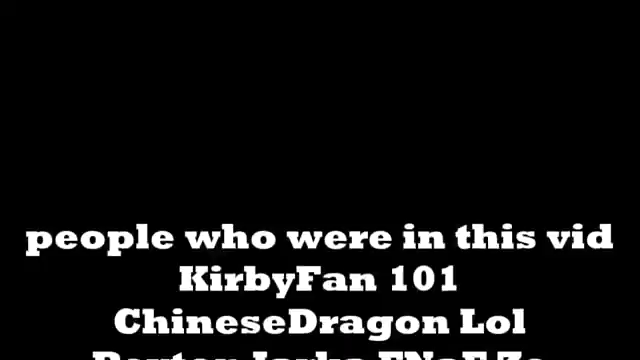 people who were in this vid
KirbyFan 101
ChineseDragon Lol